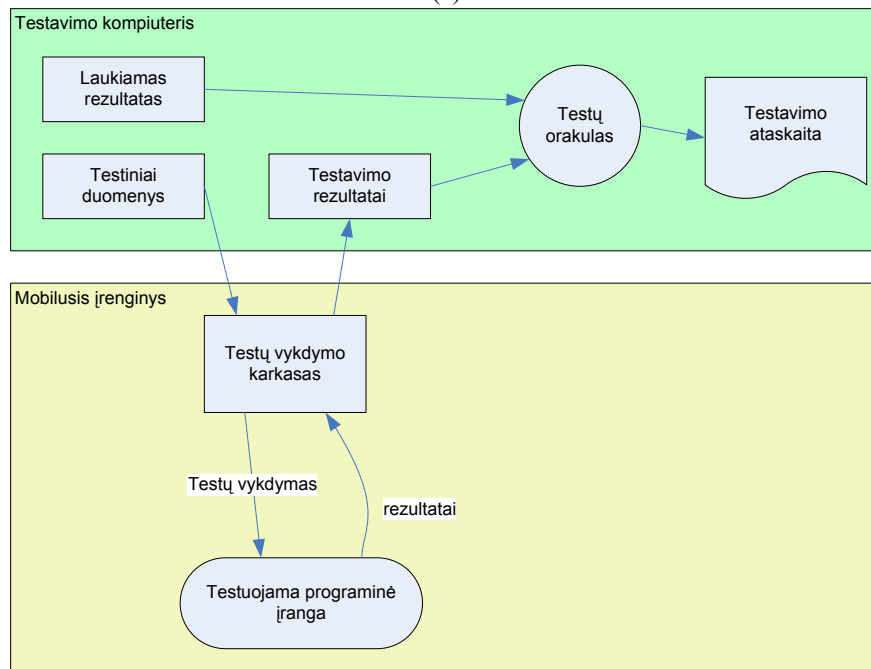 Testavimo kompiuteris
Laukiamas
rezultatas
Testų
orakulas
Testavimo
ataskaita
Testiniai
duomenys
Testavimo
rezultatai
Mobilusis įrenginys
Testų vykdymo
karkasas
Testų vykdymas
rezultatai
Testuojama programinė
įranga